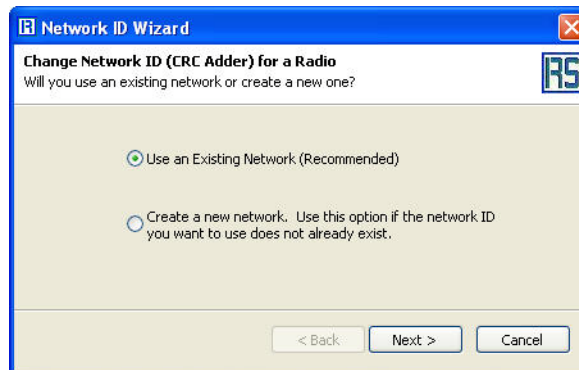 Network ID Wizard
Change Network ID (CRC Adder) for a Radio
Will you use an existing network or create a new one?
RS
Use an Existing Network (Recommended)
Create a new network. Use this option if the network ID
you want to use does not already exist.
< Back
Next >
Cancel